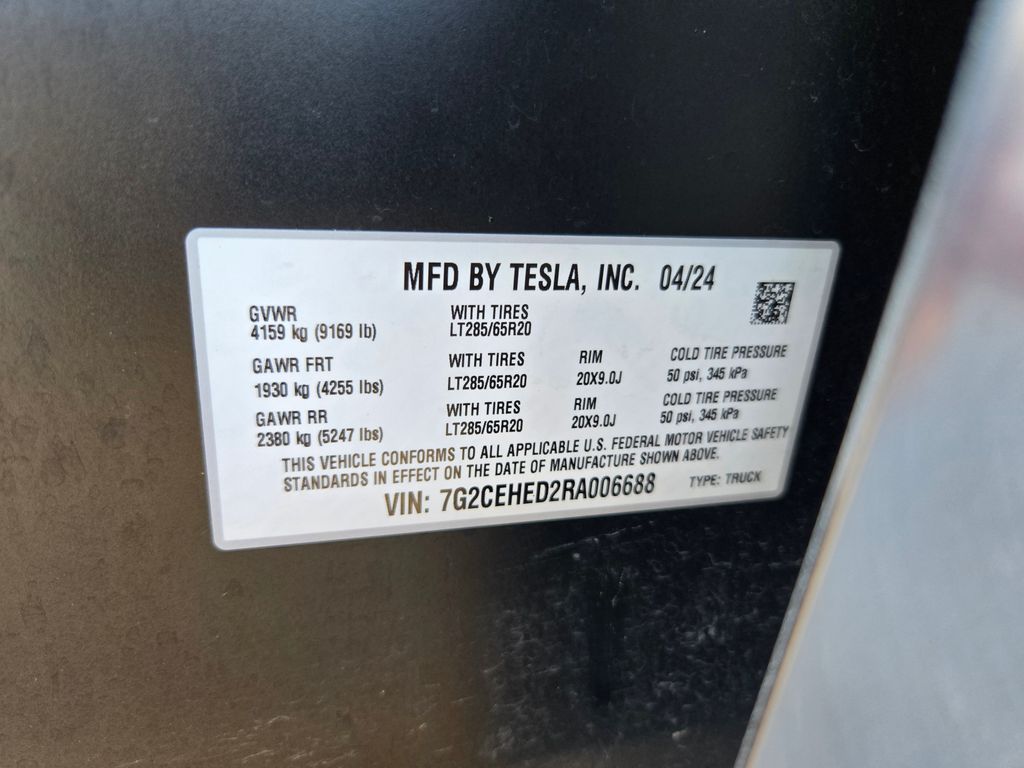 MFD BY TESLA, INC. 04/24
GVWR WITH TIRES
4159 kg (9169 lb) LT285/65R20
GAWR FRT WITH TIRES RIM COLD TIRE PRESSURE
1930 kg (4255 lbs) LT285/65R20 20X9.0J 50 psi, 345 kPa
GAWR RR WITH TIRES RIM COLD TIRE PRESSURE
2380 kg (5247 lbs) LT285/65R20 20X9.0J 50 psi, 345 kPa
THIS VEHICLE CONFORMS TO ALL APPLICABLE U.S. FEDERAL MOTOR VEHICLE SAFETY
STANDARDS IN EFFECT ON THE DATE OF MANUFACTURE SHOWN ABOVE.
VIN: 7G2CEHED2RA006688 TYPE: TRUCK